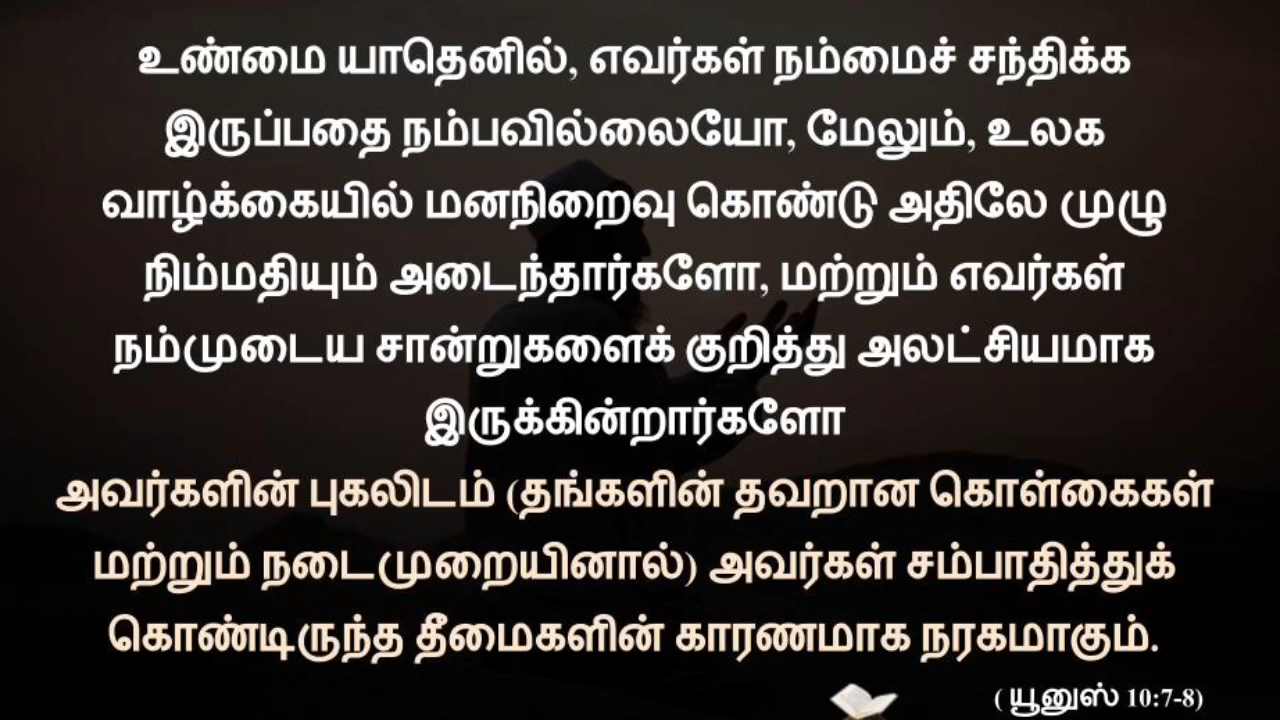 உண்மை யாதெனில், எவர்கள் நம்மைச் சந்திக்க
இருப்பதை நம்பவில்லையோ, மேலும், உலக
வாழ்க்கையில் மனநிறைவு கொண்டு அதிலே முழு
நிம்மதியும் அடைந்தார்களோ, மற்றும் எவர்கள்
நம்முடைய சான்றுகளைக் குறித்து அலட்சியமாக
இருக்கின்றார்களோ
அவர்களின் புகலிடம் (தங்களின் தவறான கொள்கைகள்
மற்றும் நடைமுறையினால்) அவர்கள் சம்பாதித்துக்
கொண்டிருந்த தீமைகளின் காரணமாக நரகமாகும்.
( யூனுஸ் 10:7-8)